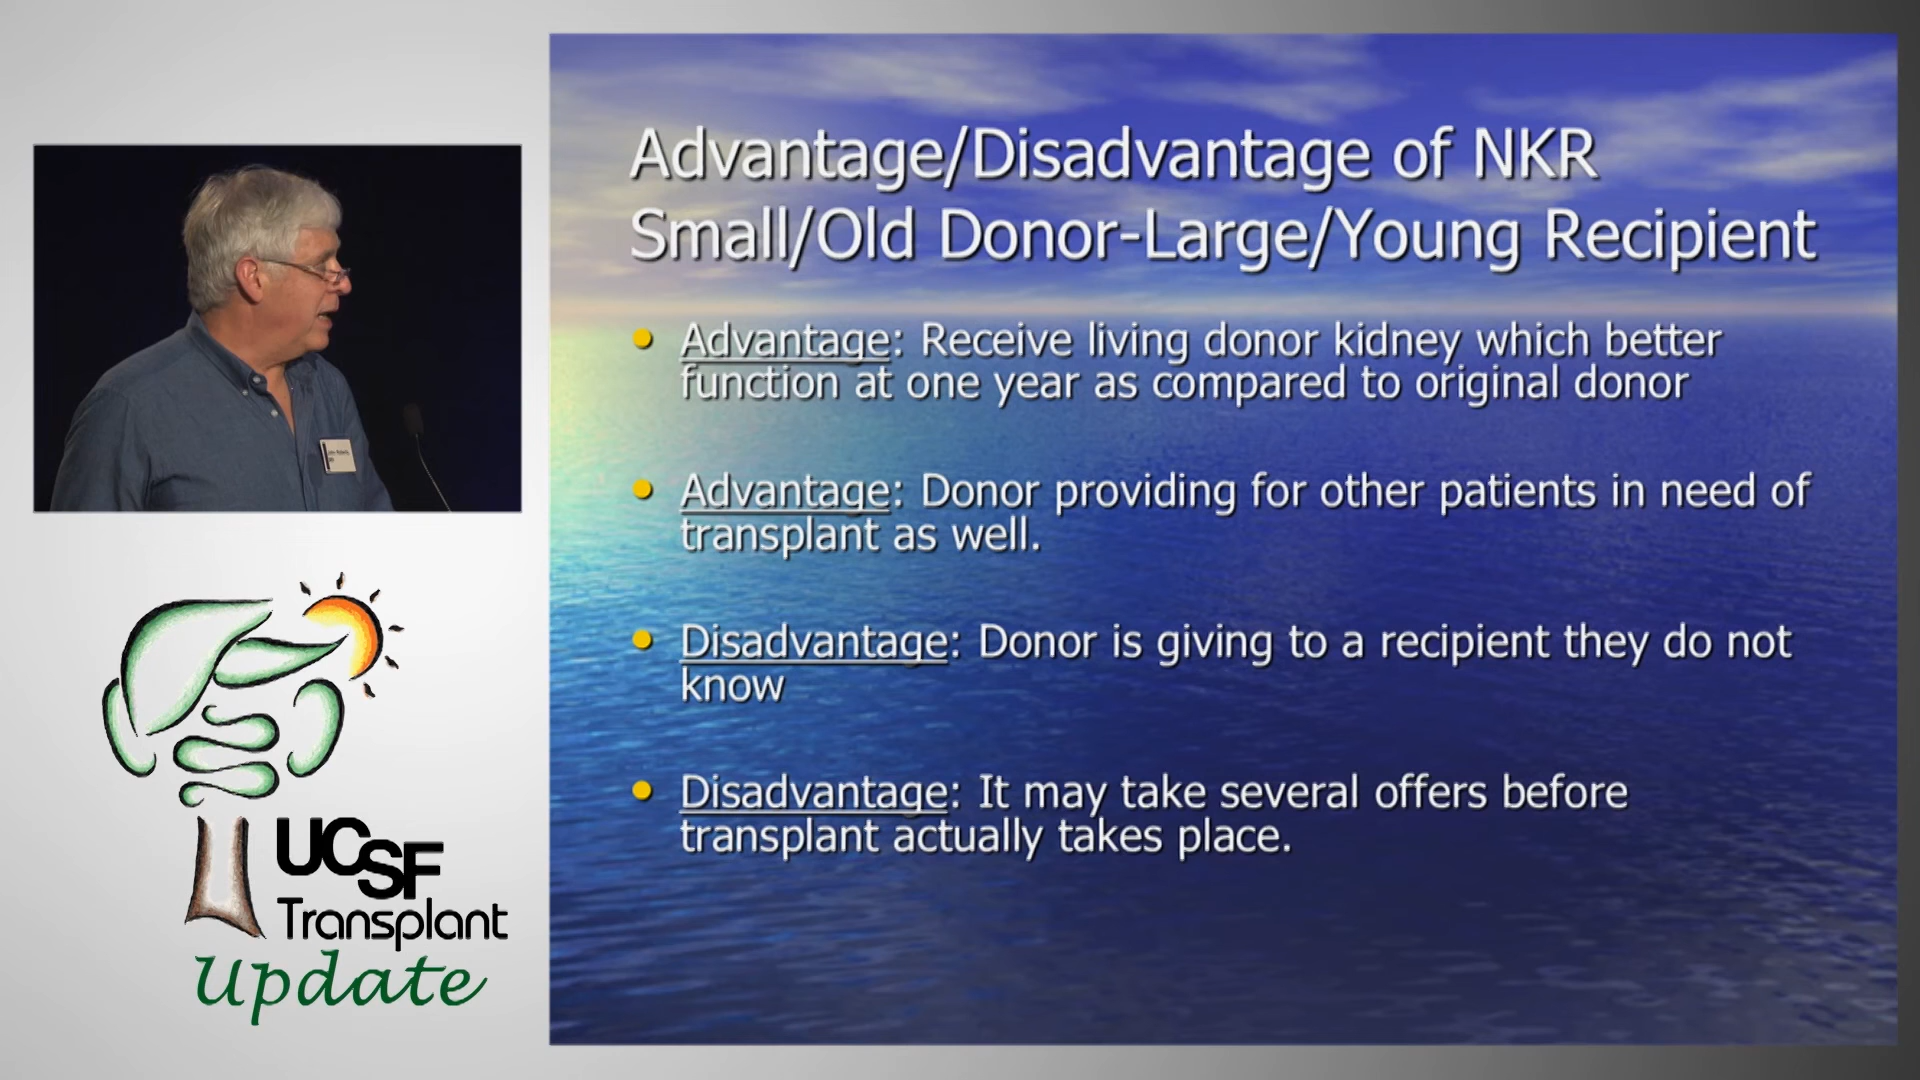 Advantage/Disadvantage of NKR
Small/Old Donor-Large/Young Recipient
• Advantage: Receive living donor kidney which better
function at one year as compared to original donor
• Advantage: Donor providing for other patients in need of
transplant as well.
• Disadvantage: Donor is giving to a recipient they do not
know
• Disadvantage: It may take several offers before
transplant actually takes place.
UCSF
Transplant
Update